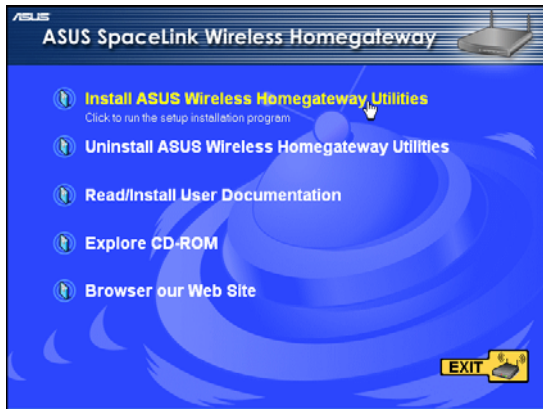 ASUS
ASUS SpaceLink Wireless Homegateway
Install ASUS Wireless Homegateway Utilities
Click to run the setup installation program
Uninstall ASUS Wireless Homegateway Utilities
Read/Install User Documentation
Explore CD-ROM
Browser our Web Site
EXIT